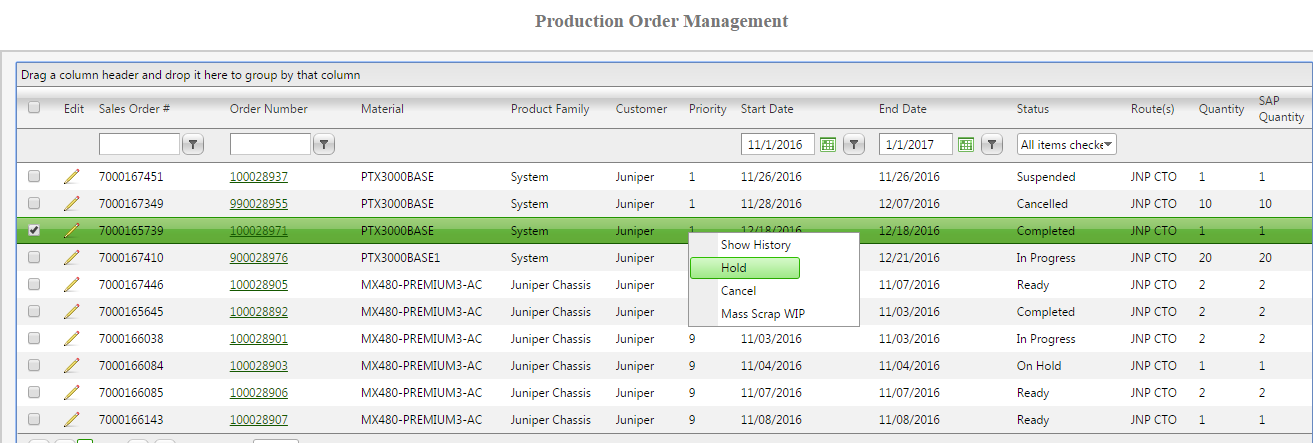 Production Order Management
Drag a column header and drop it here to group by that column
Edit Sales Order # Order Number Material Product Family Customer Priority Start Date End Date Status Route(s) Quantity SAP Quantity
11/1/2016 1/1/2017 All items checke
7000167451 100028937 PTX3000BASE System Juniper 1 11/26/2016 11/26/2016 Suspended JNP CTO 1 1
7000167349 990028955 PTX3000BASE System Juniper 1 11/28/2016 12/07/2016 Cancelled JNP CTO 10 10
7000165739 100028971 PTX3000BASE System Juniper 1 12/18/2016 12/18/2016 Completed JNP CTO 1 1
Show History
7000167410 900028976 PTX3000BASE1 System Juniper 12/21/2016 In Progress JNP CTO 20 20
Hold
7000167446 100028905 MX480-PREMIUM3-AC Juniper Chassis Juniper 11/07/2016 Ready JNP CTO 2 2
Cancel
7000165645 100028892 MX480-PREMIUM3-AC Juniper Chassis Juniper 11/03/2016 Completed JNP CTO 2 2
Mass Scrap WIP
7000166038 100028901 MX480-PREMIUM3-AC Juniper Chassis Juniper 9 11/03/2016 11/03/2016 In Progress JNP CTO 2 2
7000166084 100028903 MX480-PREMIUM3-AC Juniper Chassis Juniper 9 11/04/2016 11/04/2016 On Hold JNP CTO 1 1
7000166085 100028906 MX480-PREMIUM3-AC Juniper Chassis Juniper 9 11/07/2016 11/07/2016 Ready JNP CTO 2 2
7000166143 100028907 MX480-PREMIUM3-AC Juniper Chassis Juniper 9 11/08/2016 11/08/2016 Ready JNP CTO 1 1